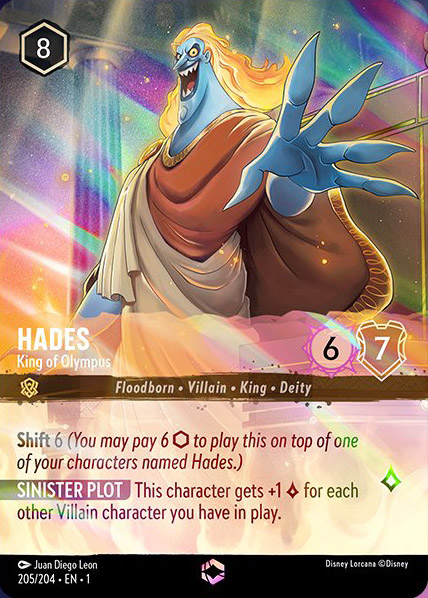 8
HADES
King of Olympus
6
7
Floodborn • Villain • King • Deity
Shift 6 (You may pay 6 to play this on top of one
of your characters named Hades.)
SINISTER PLOT This character gets +1 for each
other Villain character you have in play.
Juan Diego Leon
205/204 • EN • 1
Disney Lorcana ©Disney